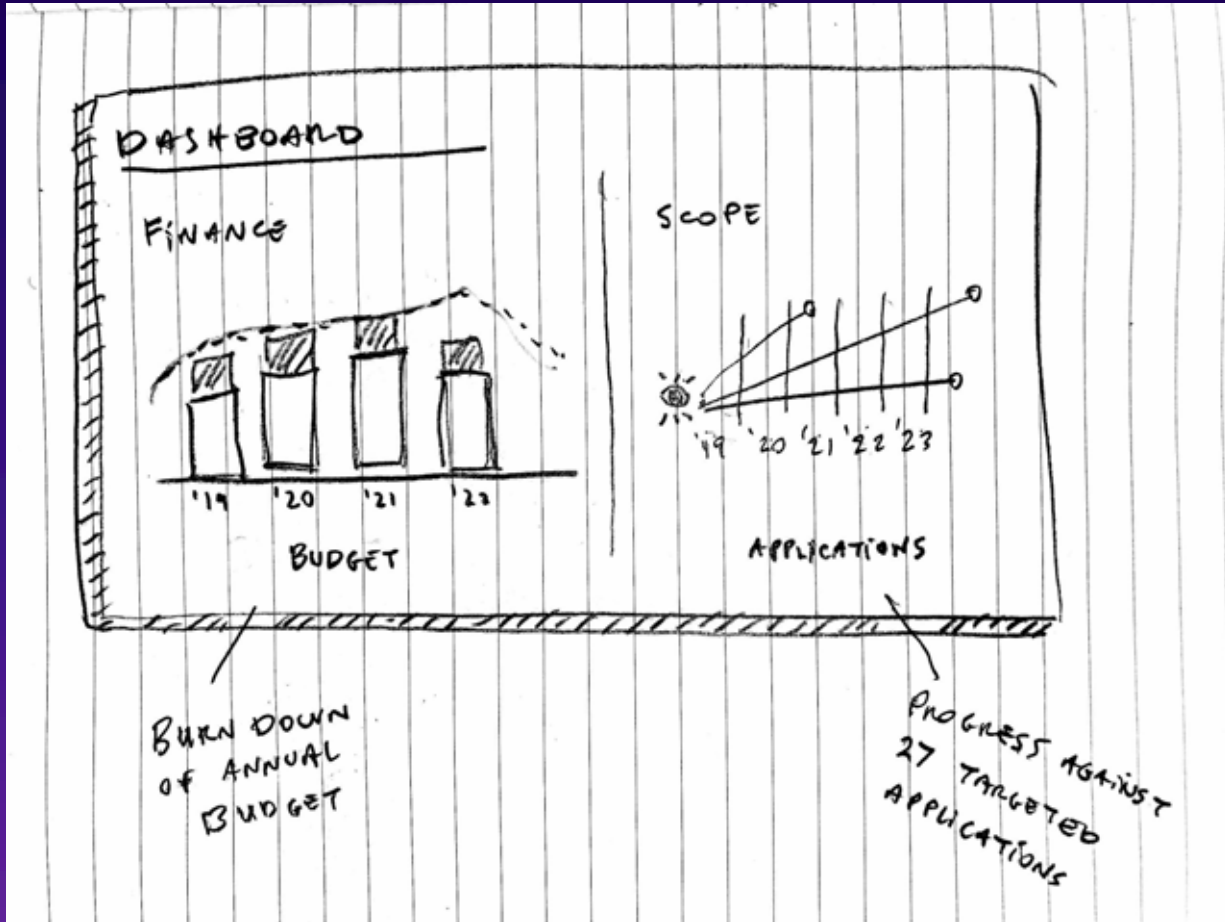 DASHBOARD
FINANCE
'19 '20 '21 '22
BUDGET
SCOPE
'19 '20 '21 '22 '23
APPLICATIONS
BURN DOWN
OF ANNUAL
BUDGET
PROGRESS AGAINST
27 TARGETED
APPLICATIONS